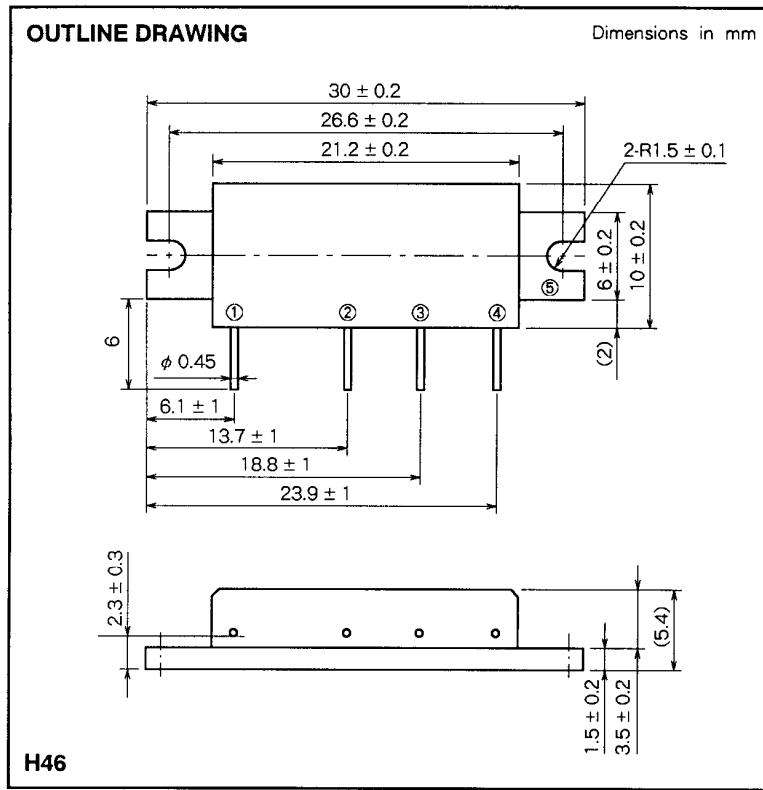 OUTLINE DRAWING
Dimensions in mm
30 ± 0.2
26.6 ± 0.2
21.2 ± 0.2
2-R1.5 ± 0.1
6 ± 0.2
10 ± 0.2
⑤
① ② ③ ④
6
(2)
φ 0.45
6.1 ± 1
13.7 ± 1
18.8 ± 1
23.9 ± 1
2.3 ± 0.3
(5.4)
1.5 ± 0.2
3.5 ± 0.2
H46